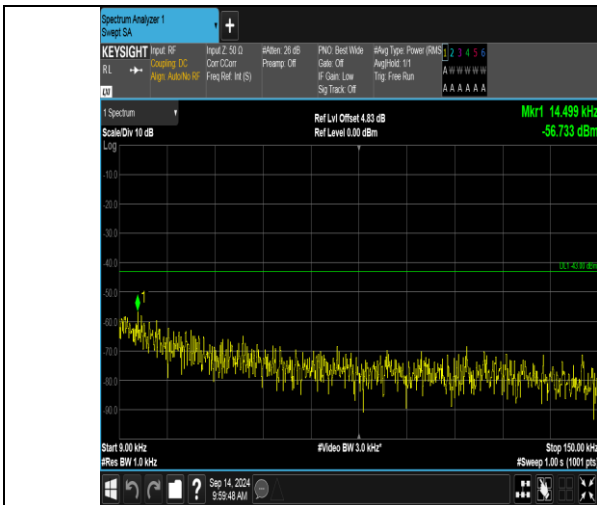 Spectrum Analyzer 1
Swept SA
+
KEYSIGHT
RL
LXI
Input: RF
Coupling: DC
Align: Auto/No RF
Input Z: 50 Ω
Corr CCorr
Freq Ref: Int (S)
#Atten: 26 dB
Preamp: Off
PNO: Best Wide
Gate: Off
IF Gain: Low
Sig Track: Off
#Avg Type: Power (RMS
Avg|Hold: 1/1
Trig: Free Run
1 2 3 4 5 6
A W W W W W
A A A A A A
1 Spectrum
Scale/Div 10 dB
Log
Ref Lvl Offset 4.83 dB
Ref Level 0.00 dBm
Mkr1 14.499 kHz
-56.733 dBm
-10.0
-20.0
-30.0
-40.0
DL1 -43.00 dBm
-50.0
1
-60.0
-70.0
-80.0
-90.0
Start 9.00 kHz
#Video BW 3.0 kHz*
Stop 150.00 kHz
#Res BW 1.0 kHz
#Sweep 1.00 s (1001 pts)
?
Sep 14, 2024
9:59:48 AM